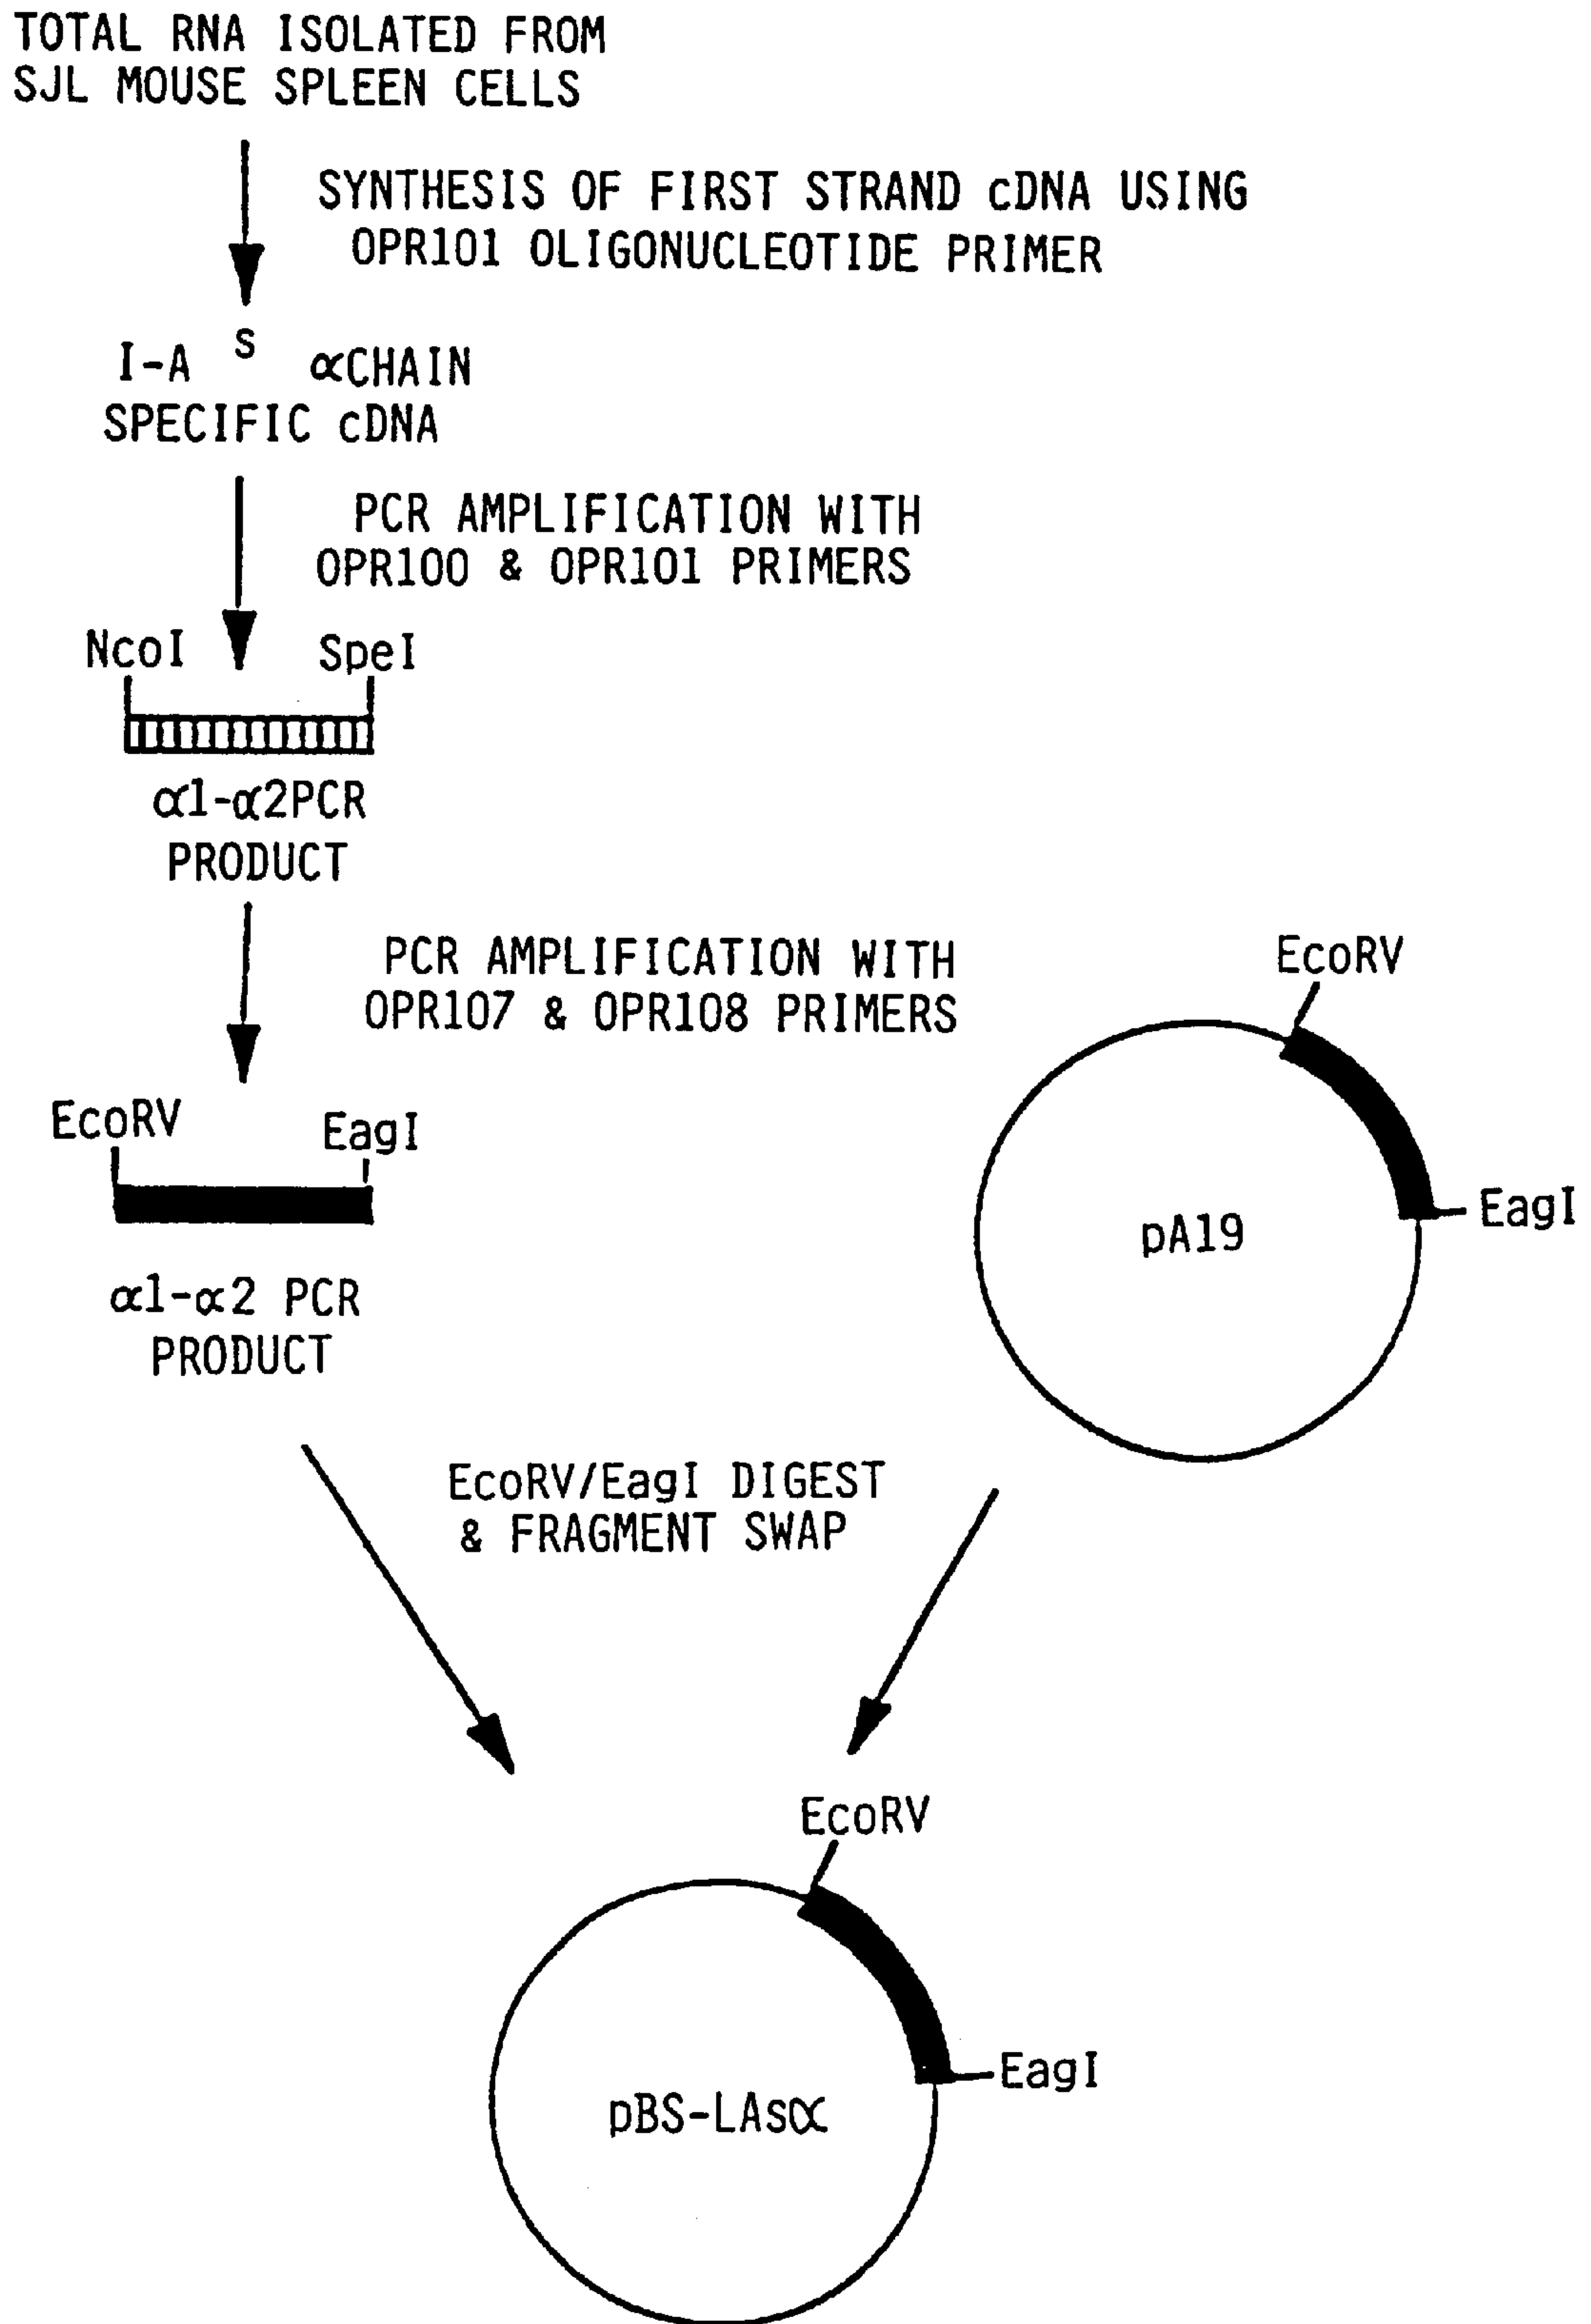 TOTAL RNA ISOLATED FROM
SJL MOUSE SPLEEN CELLS
SYNTHESIS OF FIRST STRAND cDNA USING
OPR101 OLIGONUCLEOTIDE PRIMER
I-A s αCHAIN
SPECIFIC cDNA
PCR AMPLIFICATION WITH
OPR100 & OPR101 PRIMERS
NcoI SpeI
α1-α2PCR
PRODUCT
PCR AMPLIFICATION WITH
OPR107 & OPR108 PRIMERS
EcoRV EagI
α1-α2 PCR
PRODUCT
EcoRV
EagI
pA19
EcoRV/EagI DIGEST
& FRAGMENT SWAP
EcoRV
EagI
pBS-LAsα